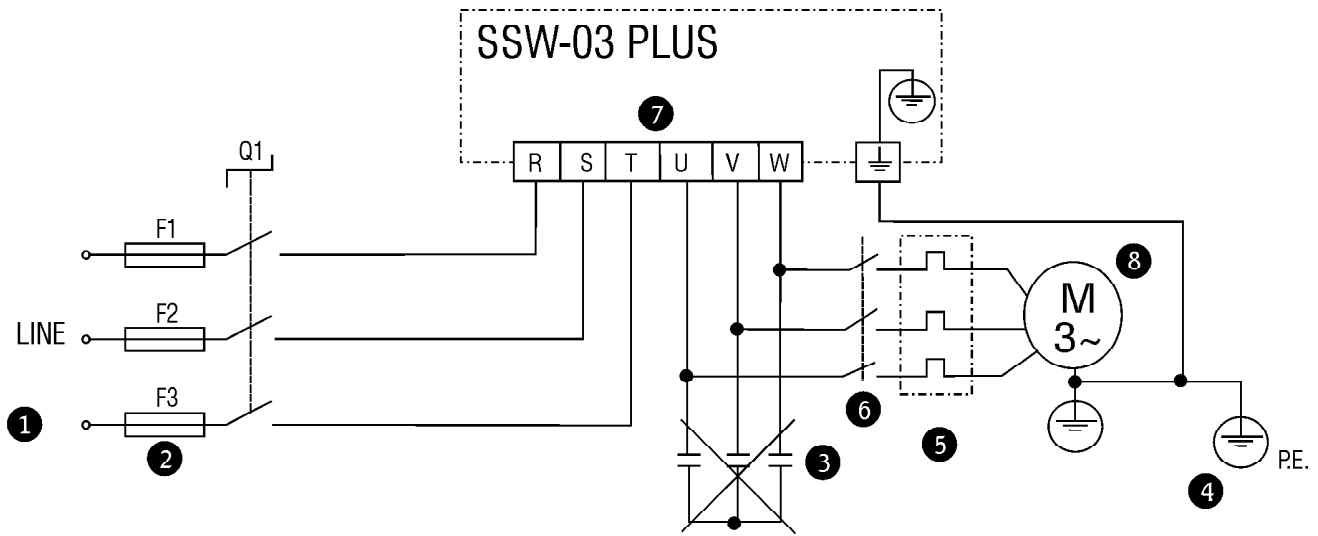 SSW-03 PLUS
7
R S T U V W
Q1
F1
8
M
3~
F2
LINE
F3
6
1
2
3
5
P.E.
4